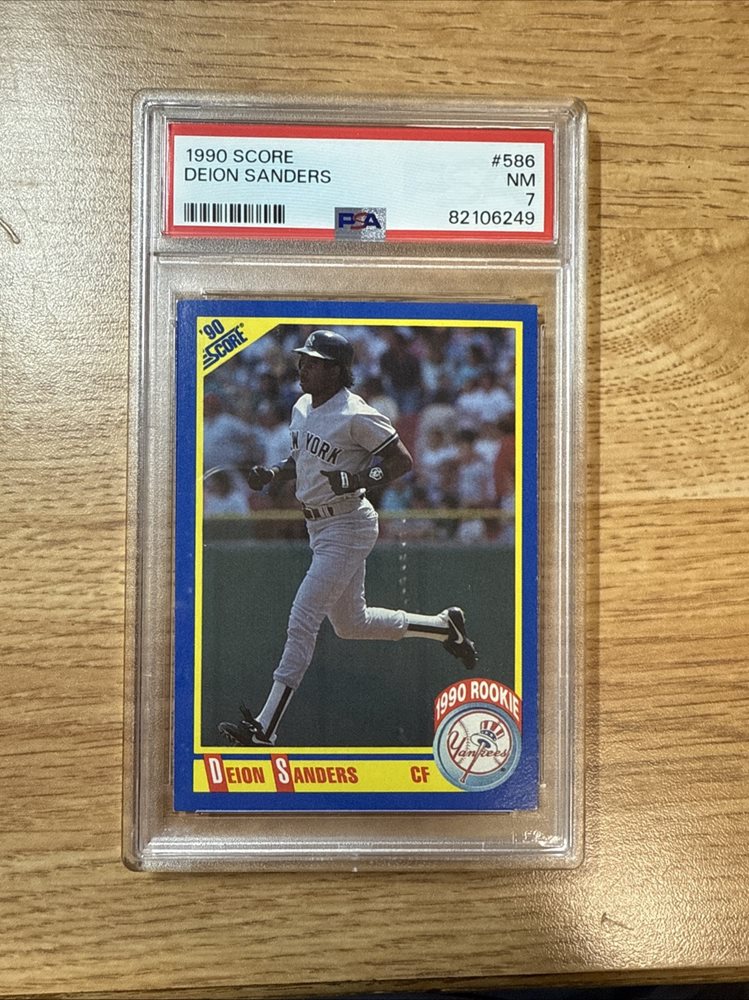 1990 SCORE #586
DEION SANDERS NM
7
PSA 82106249
'90
SCORE
NEW YORK
1990 ROOKIE
Yankees
DEION SANDERS CF